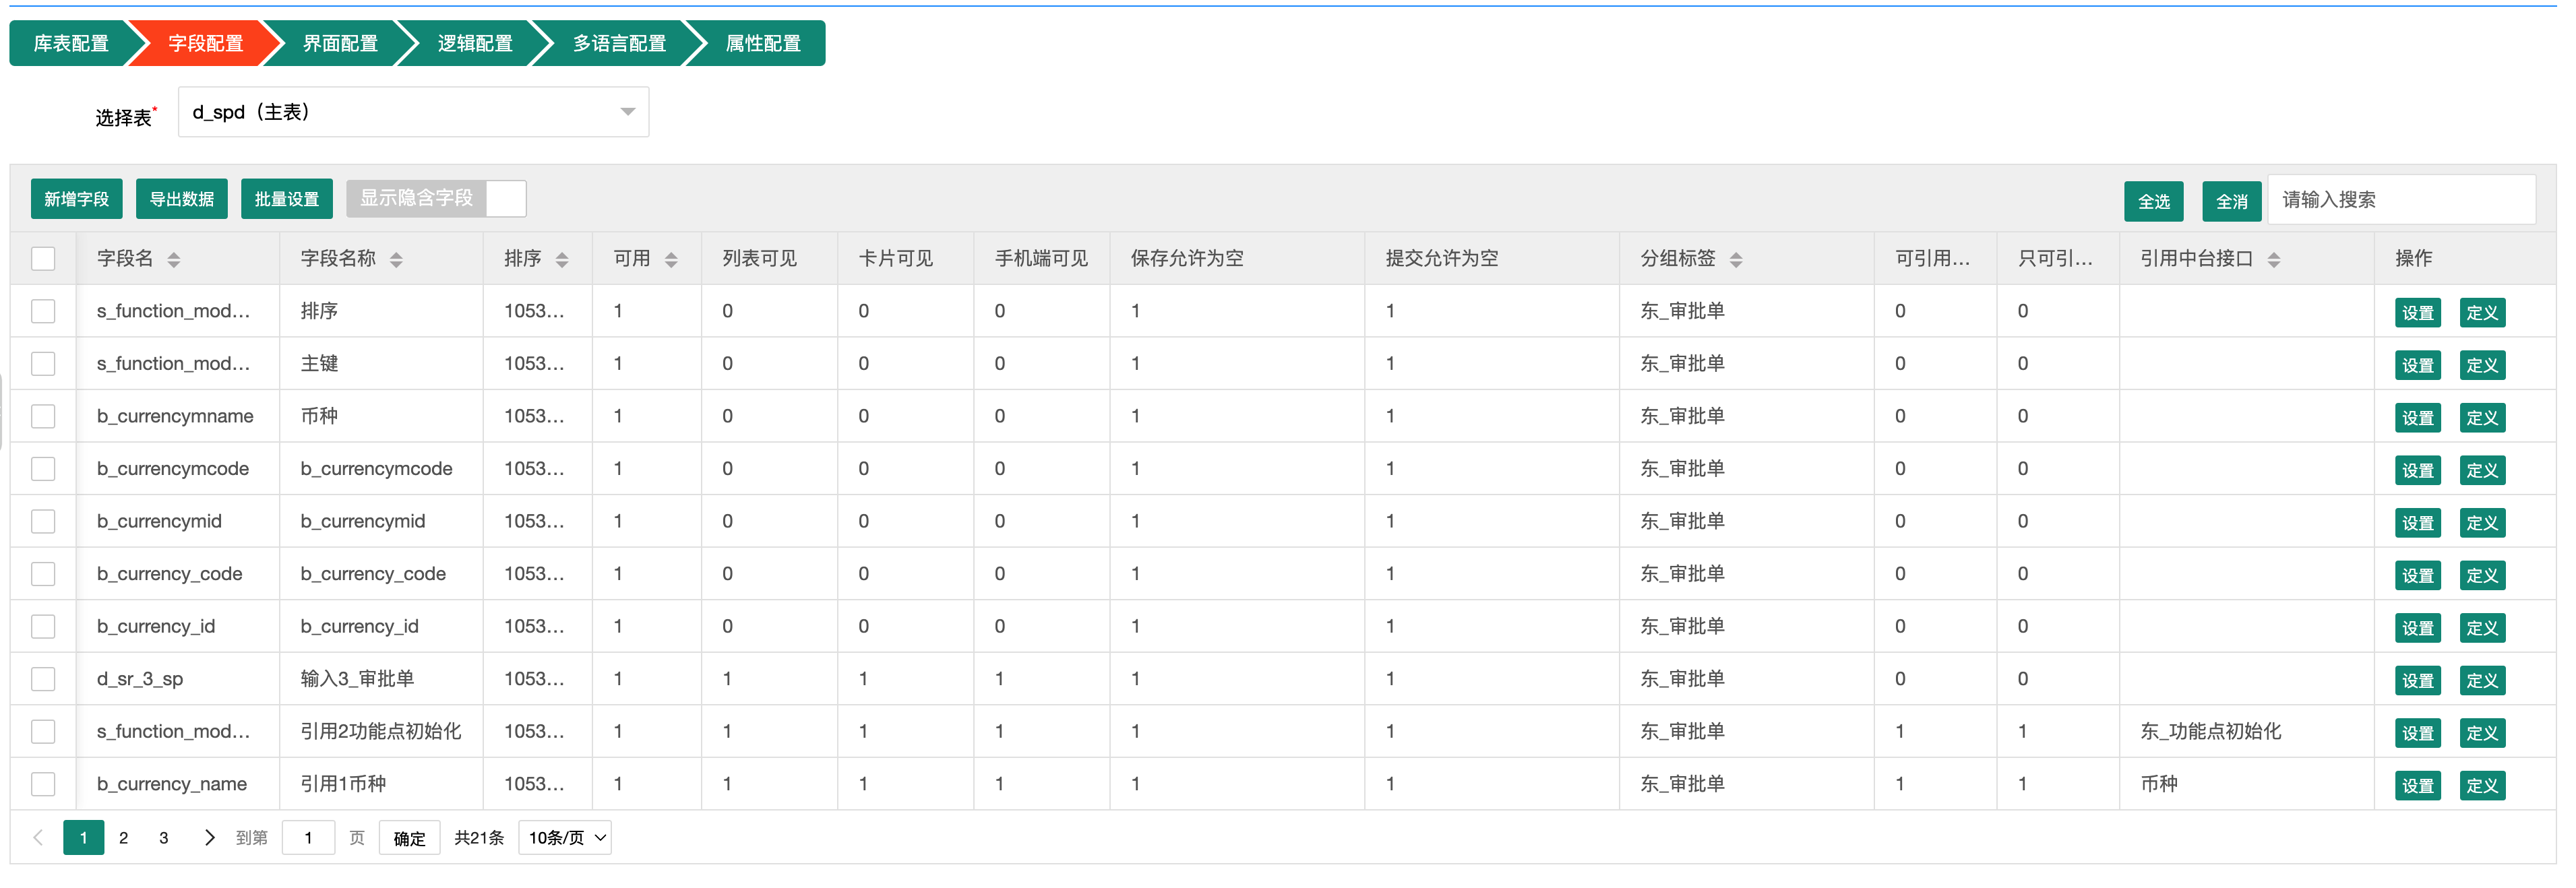 库表配置 字段配置 界面配置 逻辑配置 多语言配置 属性配置
选择表* d_spd（主表）
新增字段 导出数据 批量设置 显示隐含字段 全选 全消 请输入搜索
字段名 字段名称 排序 可用 列表可见 卡片可见 手机端可见 保存允许为空 提交允许为空 分组标签 可引用... 只可引... 引用中台接口 操作
s_function_mod... 排序 1053... 1 0 0 0 1 1 东_审批单 0 0 设置 定义
s_function_mod... 主键 1053... 1 0 0 0 1 1 东_审批单 0 0 设置 定义
b_currencymname 币种 1053... 1 0 0 0 1 1 东_审批单 0 0 设置 定义
b_currencymcode b_currencymcode 1053... 1 0 0 0 1 1 东_审批单 0 0 设置 定义
b_currencymid b_currencymid 1053... 1 0 0 0 1 1 东_审批单 0 0 设置 定义
b_currency_code b_currency_code 1053... 1 0 0 0 1 1 东_审批单 0 0 设置 定义
b_currency_id b_currency_id 1053... 1 0 0 0 1 1 东_审批单 0 0 设置 定义
d_sr_3_sp 输入3_审批单 1053... 1 1 1 1 1 1 东_审批单 0 0 设置 定义
s_function_mod... 引用2功能点初始化 1053... 1 1 1 1 1 1 东_审批单 1 1 东_功能点初始化 设置 定义
b_currency_name 引用1币种 1053... 1 1 1 1 1 1 东_审批单 1 1 币种 设置 定义
1 2 3 到第 1 页 确定 共21条 10条/页